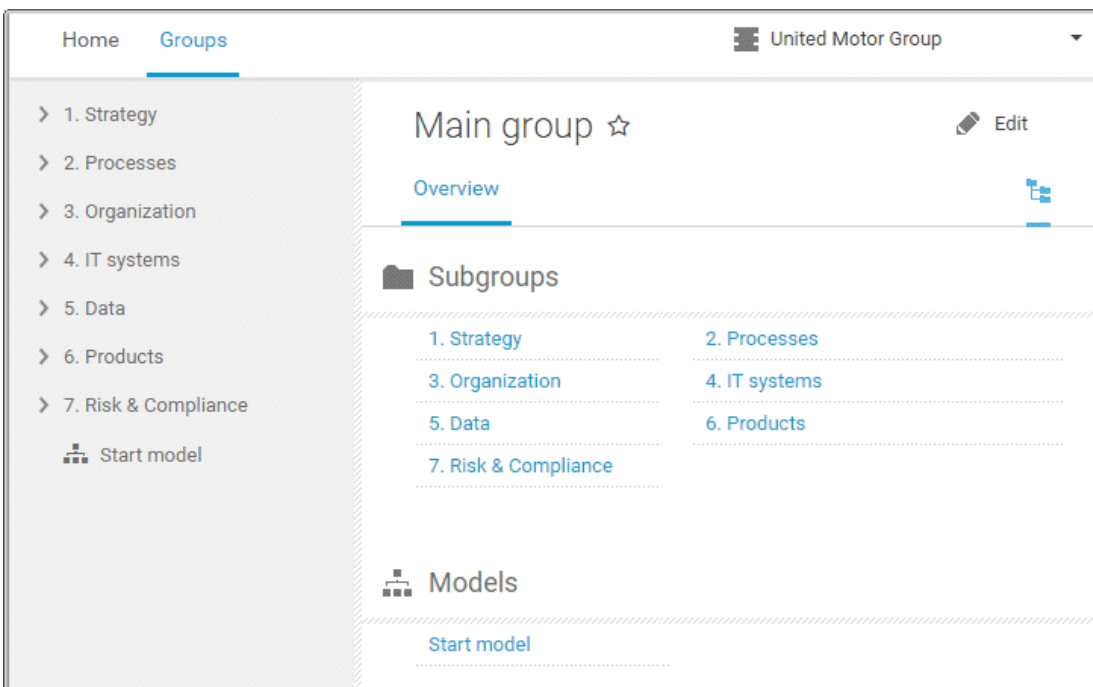 Home Groups United Motor Group
1. Strategy
2. Processes
3. Organization
4. IT systems
5. Data
6. Products
7. Risk & Compliance
Start model
Main group Edit
Overview
Subgroups
1. Strategy 2. Processes
3. Organization 4. IT systems
5. Data 6. Products
7. Risk & Compliance
Models
Start model